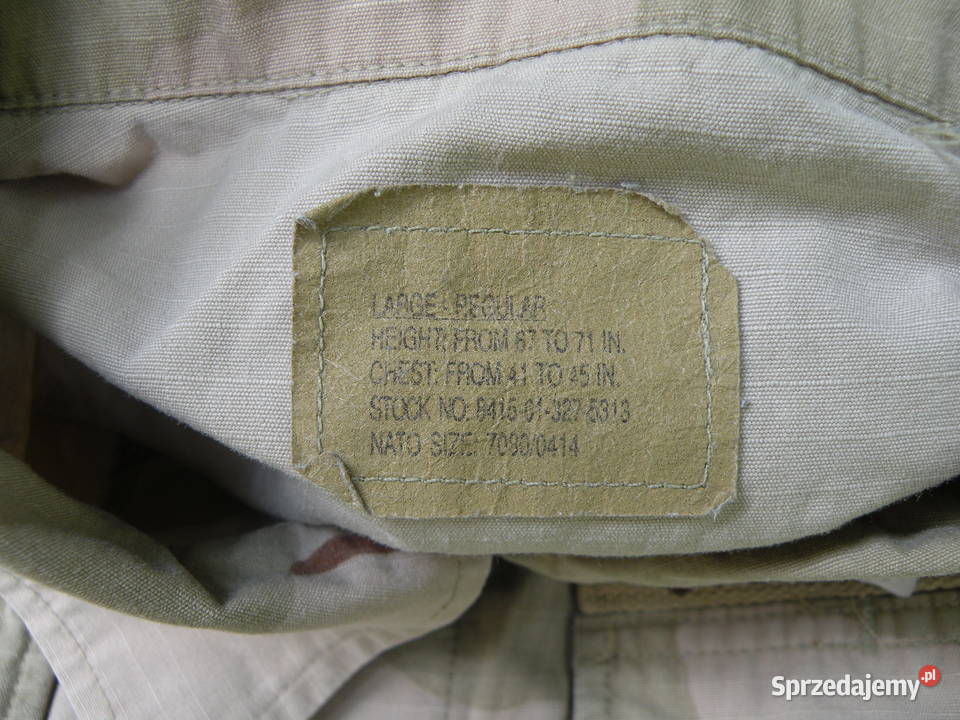 LARGE - REGULAR
HEIGHT: FROM 67 TO 71 IN.
CHEST: FROM 41 TO 45 IN.
STOCK NO: 8415-01-327-5313
NATO SIZE: 7080/0414
Sprzedajemy.pl